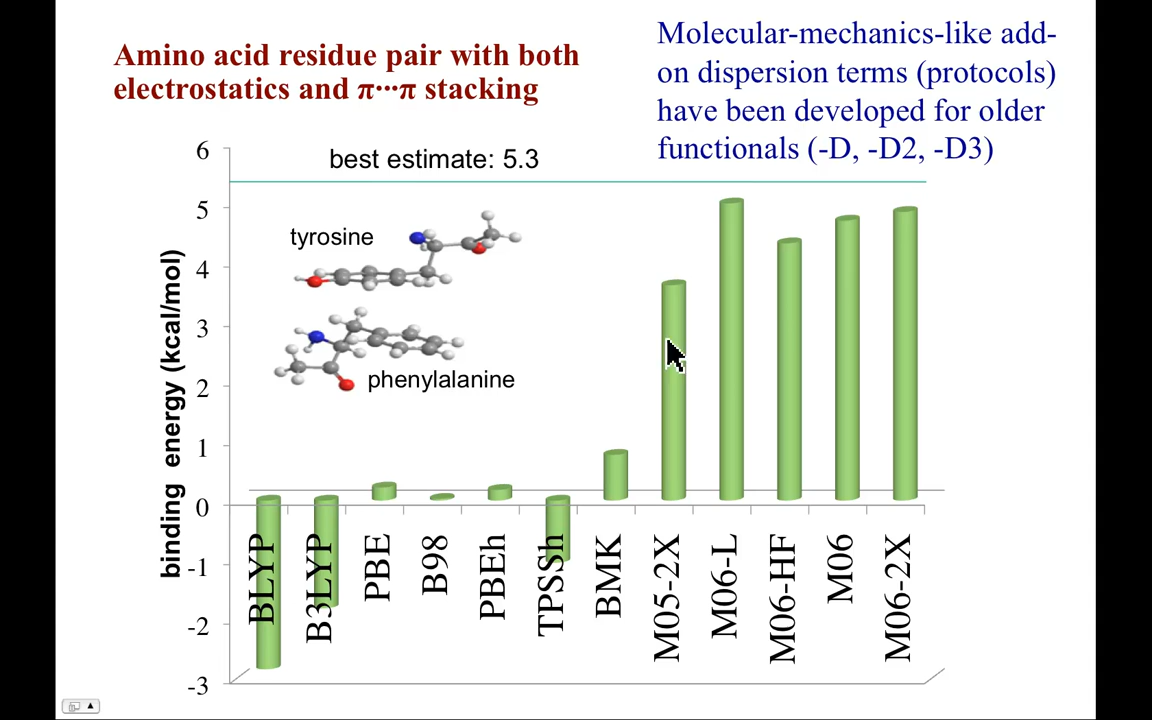 Amino acid residue pair with both
electrostatics and π···π stacking
Molecular-mechanics-like add-
on dispersion terms (protocols)
have been developed for older
functionals (-D, -D2, -D3)
best estimate: 5.3
tyrosine
phenylalanine
binding energy (kcal/mol)
6
5
4
3
2
1
0
-1
-2
-3
BLYP
B3LYP
PBE
B98
PBEh
TPSSh
BMK
M05-2X
M06-L
M06-HF
M06
M06-2X